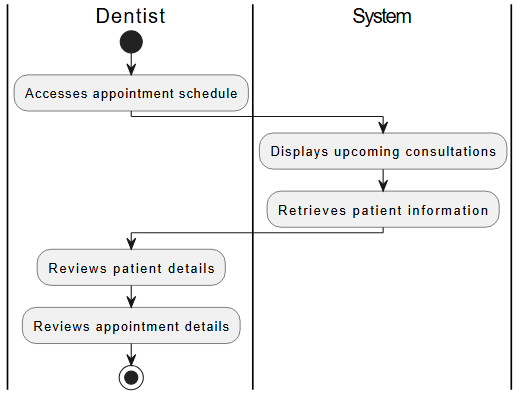 Dentist
System
Accesses appointment schedule
Displays upcoming consultations
Retrieves patient information
Reviews patient details
Reviews appointment details